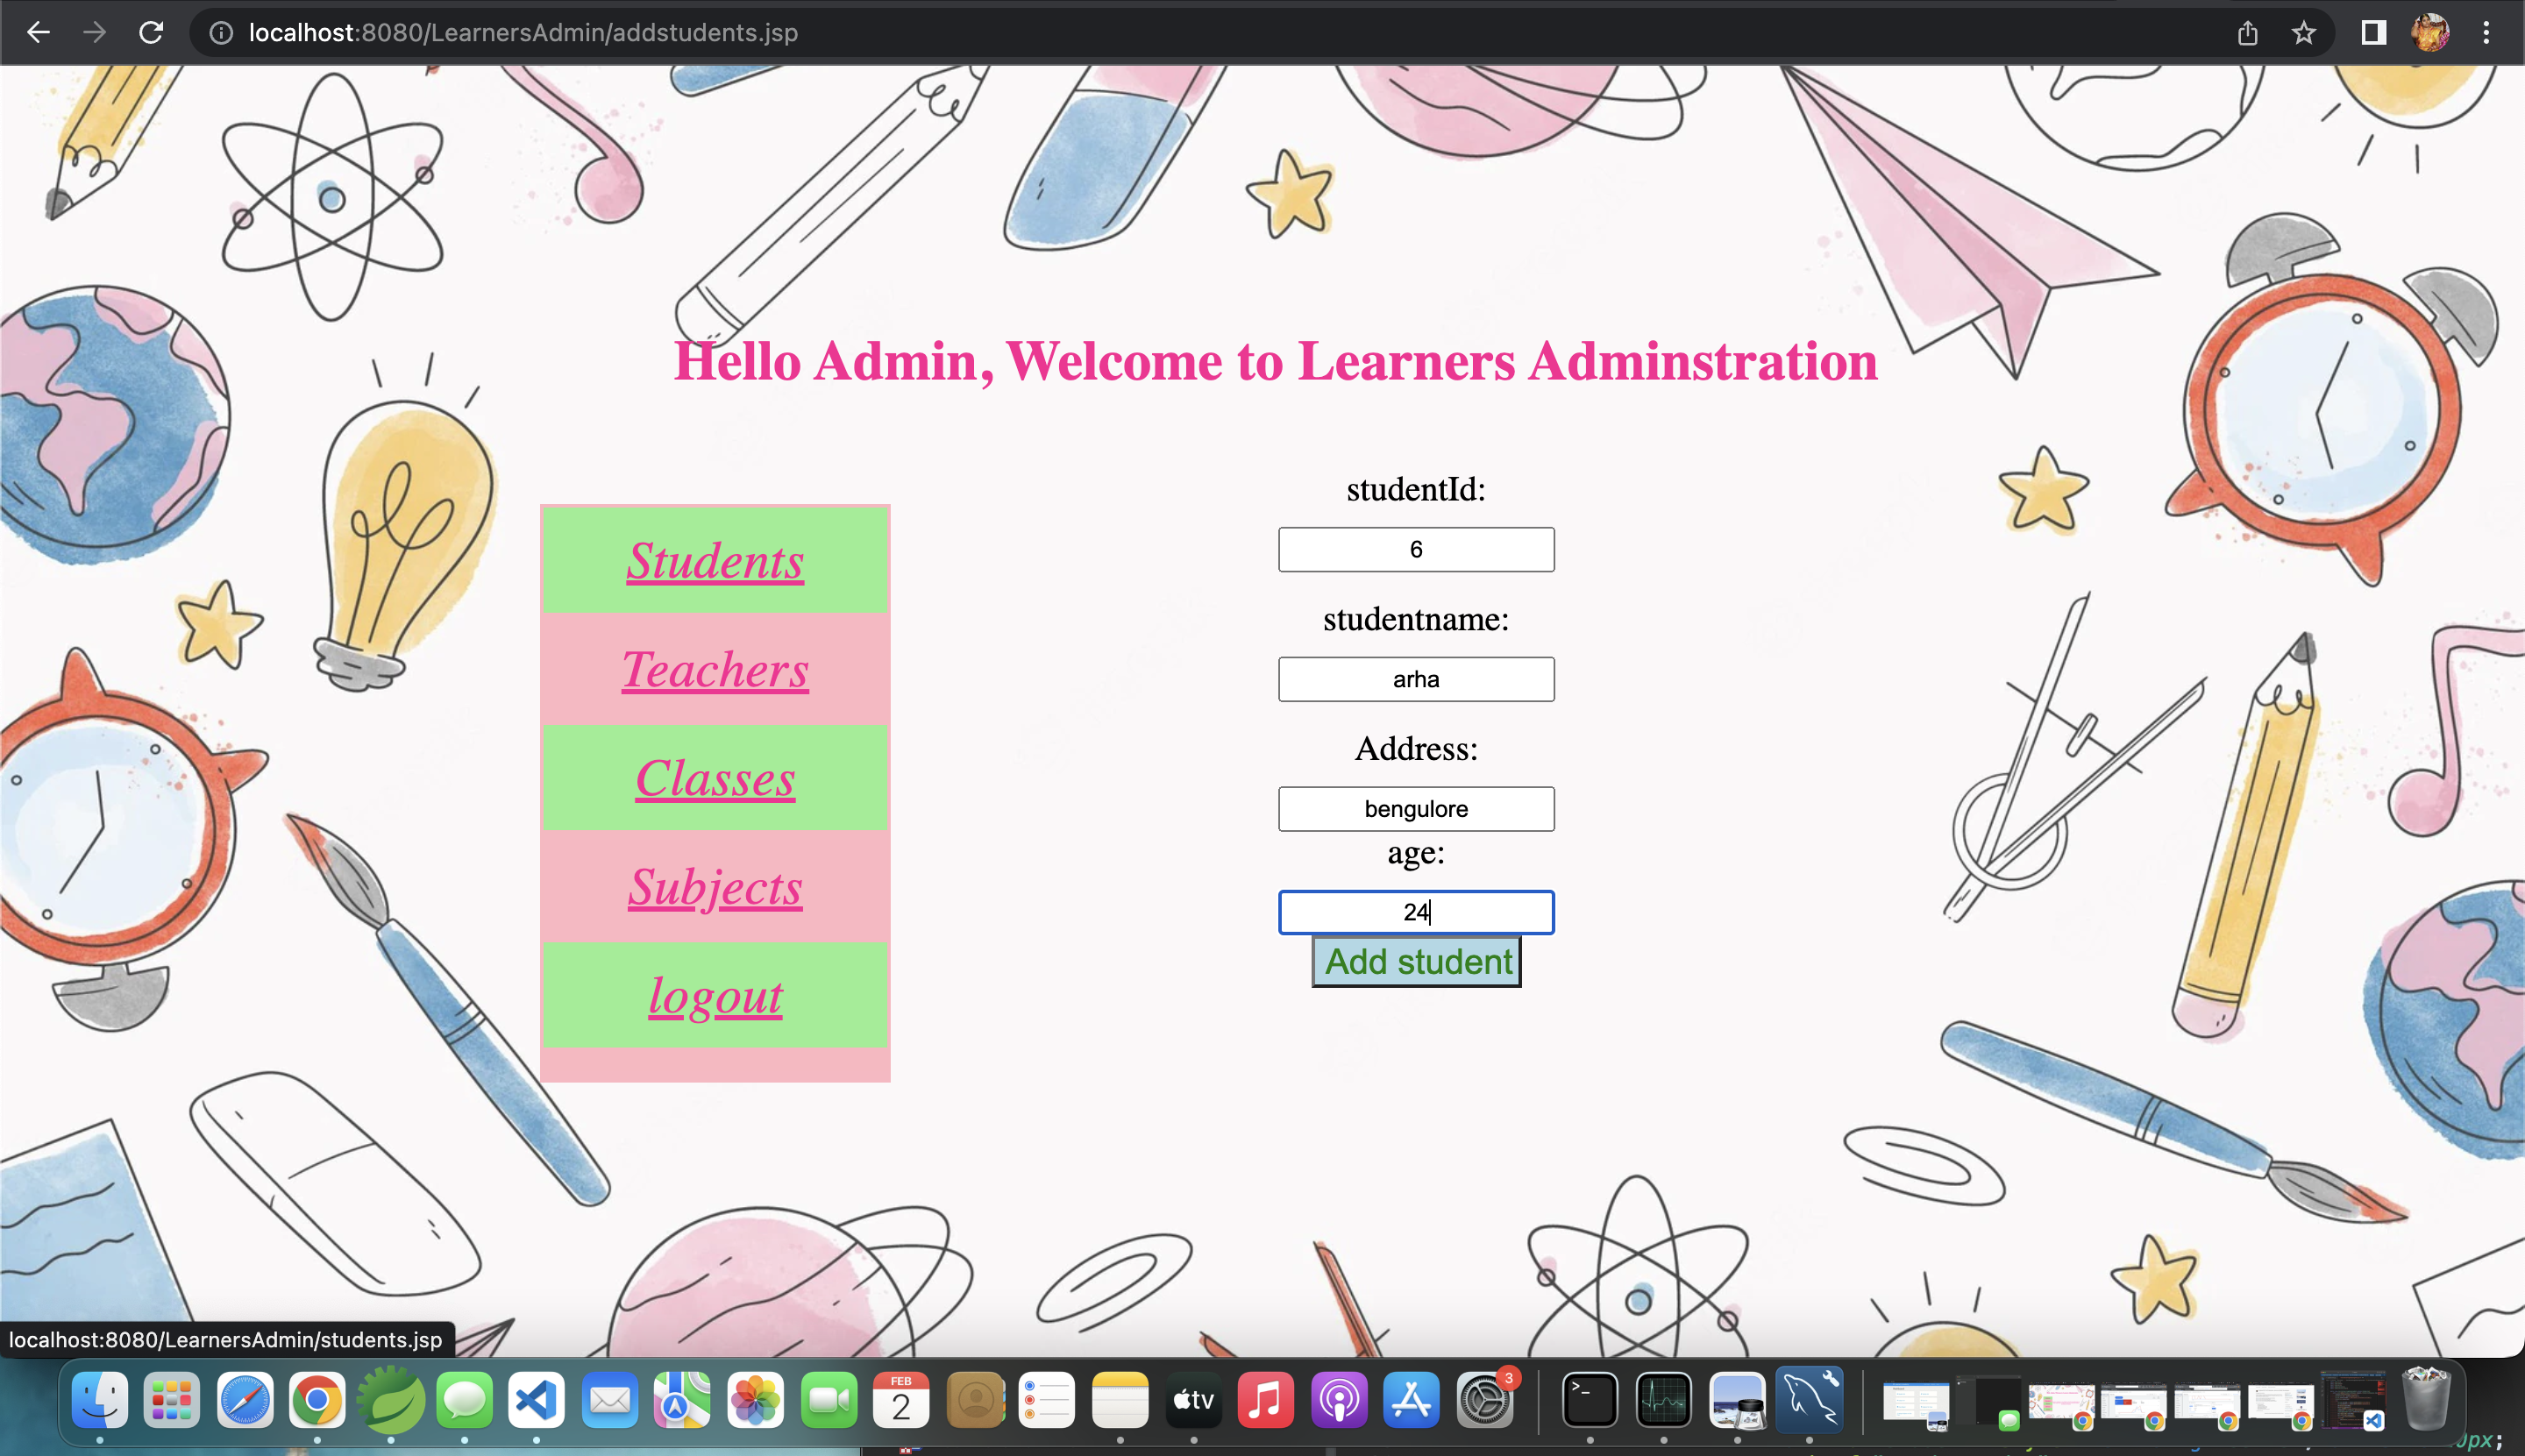 localhost:8080/LearnersAdmin/addstudents.jsp
Hello Admin, Welcome to Learners Adminstration
Students
Teachers
Classes
Subjects
logout
studentId:
6
studentname:
arha
Address:
bengulore
age:
24
Add student
localhost:8080/LearnersAdmin/students.jsp
FEB
2
tv
3
>_
0px;